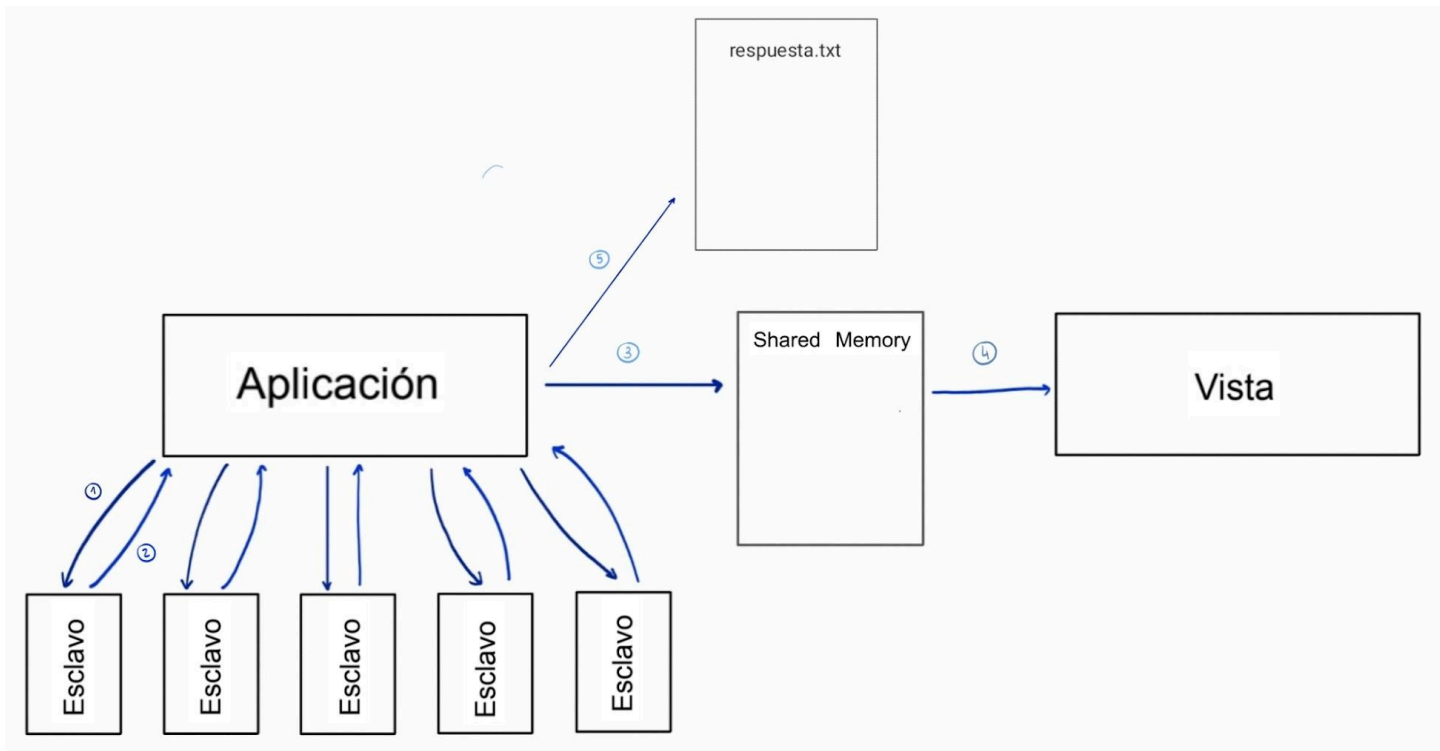 respuesta.txt
5
Aplicación
3
Shared Memory
4
Vista
1
2
Esclavo
Esclavo
Esclavo
Esclavo
Esclavo